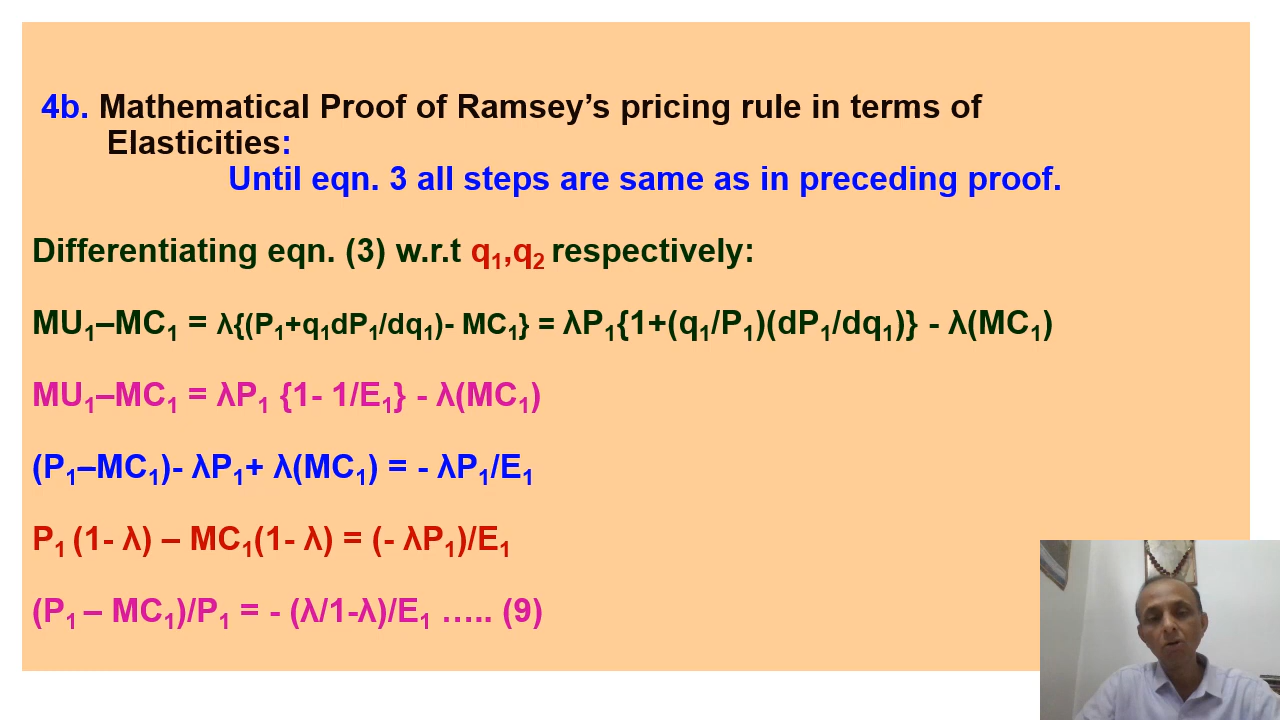 4b. Mathematical Proof of Ramsey’s pricing rule in terms of
Elasticities:
Until eqn. 3 all steps are same as in preceding proof.
Differentiating eqn. (3) w.r.t q₁,q₂ respectively:
MU₁–MC₁ = λ{(P₁+q₁dP₁/dq₁)- MC₁} = λP₁{1+(q₁/P₁)(dP₁/dq₁)} - λ(MC₁)
MU₁–MC₁ = λP₁ {1- 1/E₁} - λ(MC₁)
(P₁–MC₁)- λP₁+ λ(MC₁) = - λP₁/E₁
P₁ (1- λ) – MC₁(1- λ) = (- λP₁)/E₁
(P₁ – MC₁)/P₁ = - (λ/1-λ)/E₁ ….. (9)